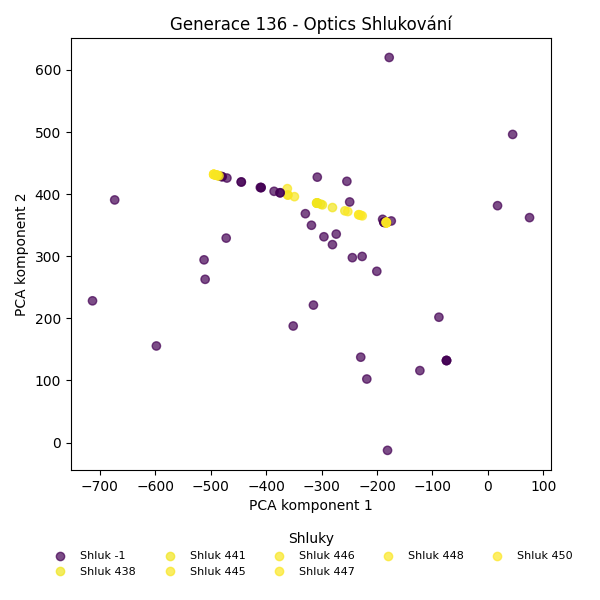 Generace 136 - Optics Shlukování
600
500
400
300
200
100
0
PCA komponent 2
−700 −600 −500 −400 −300 −200 −100 0 100
PCA komponent 1
Shluky
Shluk -1 Shluk 441 Shluk 446 Shluk 448 Shluk 450
Shluk 438 Shluk 445 Shluk 447